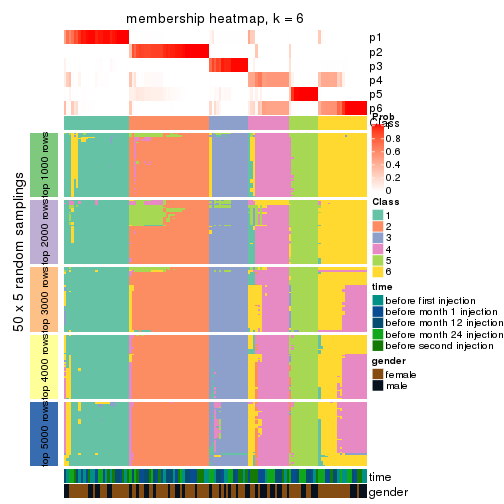 membership heatmap, k = 6
p1
p2
p3
p4
p5
p6
Class
Prob
1
0.8
0.6
0.4
0.2
0
Class
1
2
3
4
5
6
time
before first injection
before month 1 injection
before month 12 injection
before month 24 injection
before second injection
gender
female
male
50 x 5 random samplings
top 1000 rows
top 2000 rows
top 3000 rows
top 4000 rows
top 5000 rows
time
gender